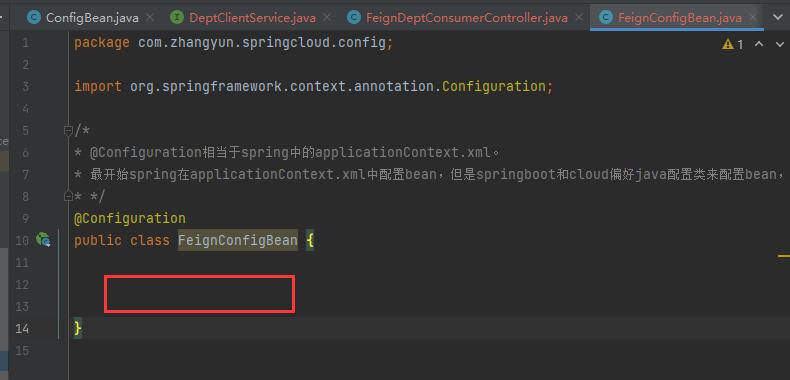 ConfigBean.java DeptClientService.java FeignDeptConsumerController.java FeignConfigBean.java
1 package com.zhangyun.springcloud.config; 1
2
3 import org.springframework.context.annotation.Configuration;
4
5 /*
6 * @Configuration相当于spring中的applicationContext.xml。
7 * 最开始spring在applicationContext.xml中配置bean，但是springboot和cloud偏好java配置类来配置bean，
8 * */
9 @Configuration
10 public class FeignConfigBean {
11
12
13
14 }
15